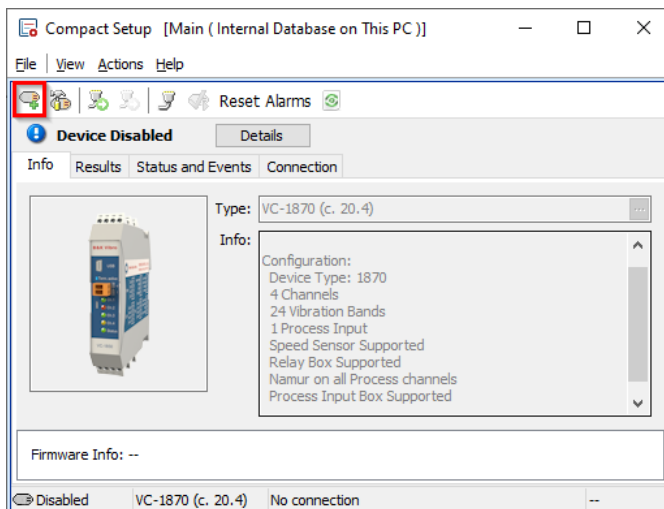 Compact Setup [Main ( Internal Database on This PC )]
File View Actions Help
Reset Alarms
Device Disabled Details
Info Results Status and Events Connection
Type: VC-1870 (c. 20.4) ...
Info:
Configuration:
Device Type: 1870
4 Channels
24 Vibration Bands
1 Process Input
Speed Sensor Supported
Relay Box Supported
Namur on all Process channels
Process Input Box Supported
Firmware Info: --
Disabled VC-1870 (c. 20.4) No connection --